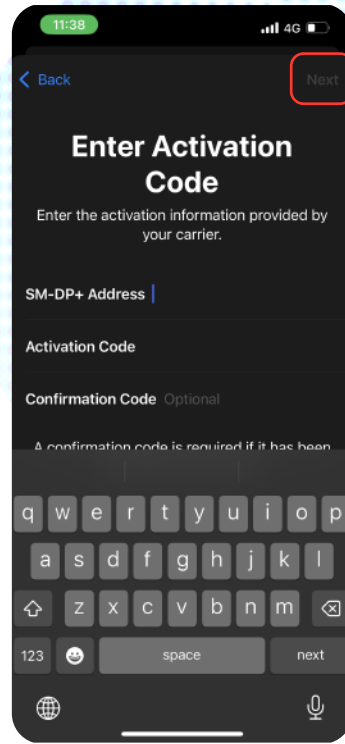 11:38
4G
Back
Next
Enter Activation
Code
Enter the activation information provided by
your carrier.
SM-DP+ Address
Activation Code
Confirmation Code Optional
A confirmation code is required if it has been
q w e r t y u i o p
a s d f g h j k l
z x c v b n m
123 space next